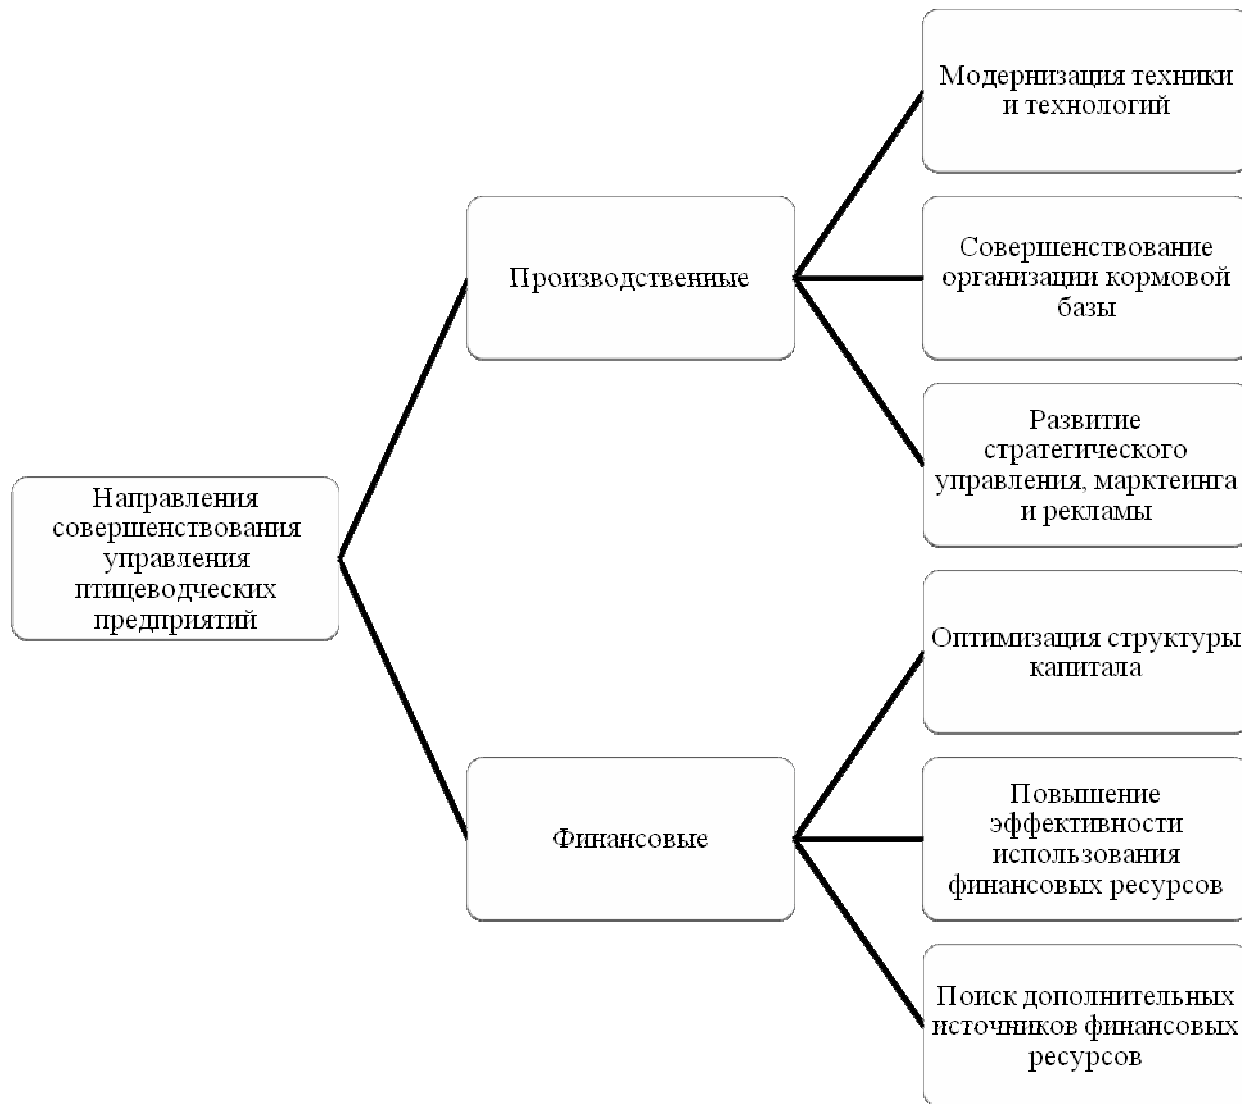 Направления
совершенствования
управления
птицеводческих
предприятий
Производственные
Модернизация техники
и технологий
Совершенствование
организации кормовой
базы
Развитие
стратегического
управления, марктеинга
и рекламы
Финансовые
Оптимизация структуры
капитала
Повышение
эффективности
использования
финансовых ресурсов
Поиск дополнительных
источников финансовых
ресурсов